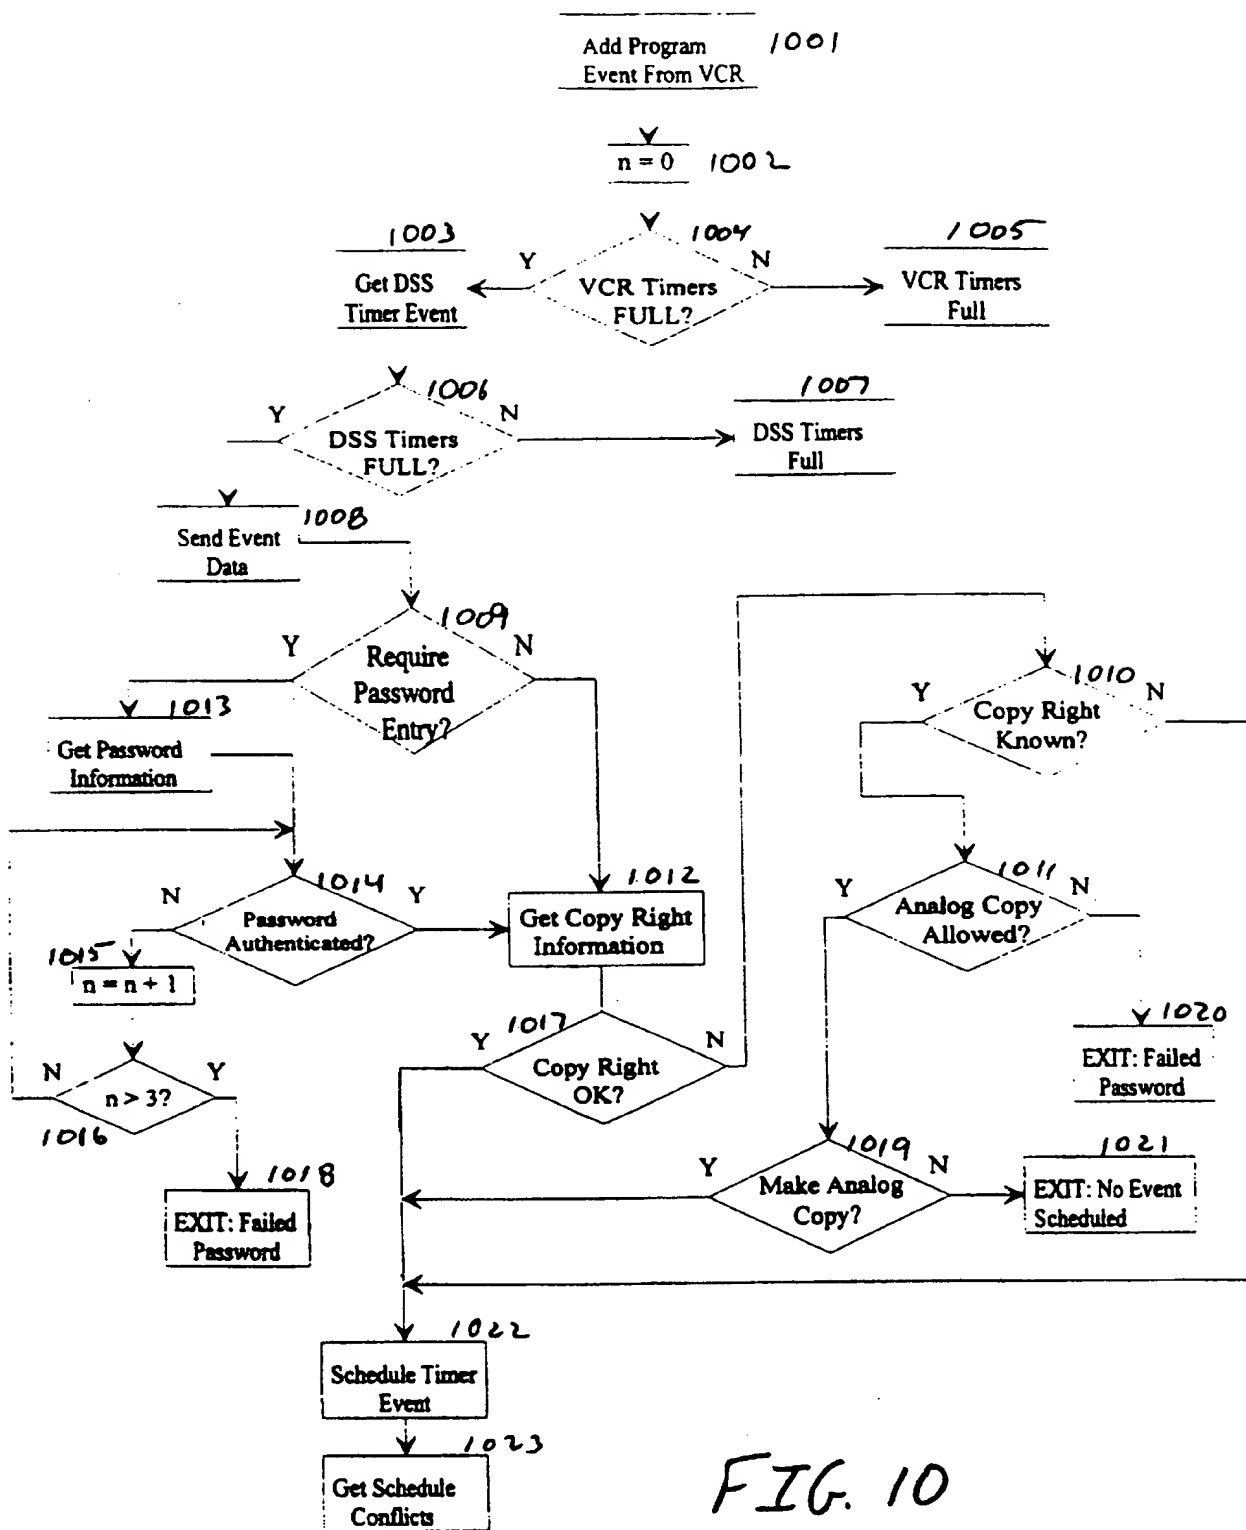 Add Program
Event From VCR
1001
n = 0
1002
1003
Y
1004
N
1005
Get DSS
Timer Event
VCR Timers
FULL?
VCR Timers
Full
Y
1006
N
1007
DSS Timers
FULL?
DSS Timers
Full
Send Event
Data
1008
Y
1009
N
Require
Password
Entry?
Y
1010
N
Copy Right
Known?
1013
Get Password
Information
N
1014
Y
Password
Authenticated?
1012
Get Copy Right
Information
Y
1011
N
Analog Copy
Allowed?
1015
n = n + 1
Y
1017
N
Copy Right
OK?
1020
EXIT: Failed
Password
N
Y
n > 3?
1016
1018
EXIT: Failed
Password
Y
1019
N
Make Analog
Copy?
1021
EXIT: No Event
Scheduled
1022
Schedule Timer
Event
1023
Get Schedule
Conflicts
FIG. 10